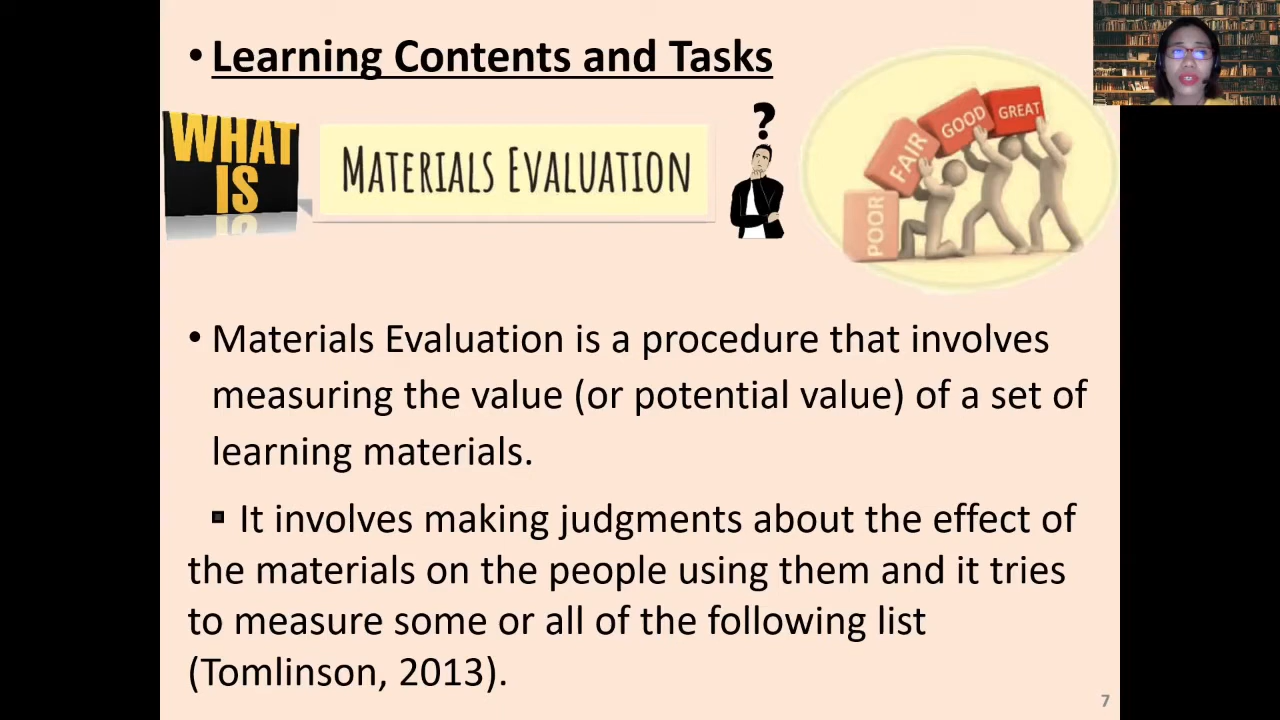 • Learning Contents and Tasks
WHAT
IS
MATERIALS EVALUATION
?
POOR
FAIR
GOOD
GREAT
• Materials Evaluation is a procedure that involves
measuring the value (or potential value) of a set of
learning materials.
▪ It involves making judgments about the effect of
the materials on the people using them and it tries
to measure some or all of the following list
(Tomlinson, 2013).
7